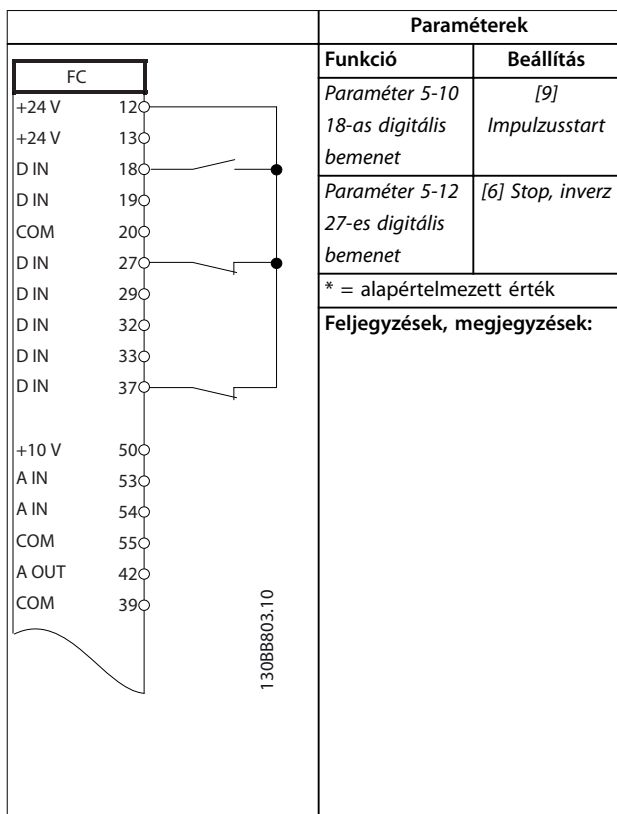 FC
+24 V 12
+24 V 13
D IN 18
D IN 19
COM 20
D IN 27
D IN 29
D IN 32
D IN 33
D IN 37
+10 V 50
A IN 53
A IN 54
COM 55
A OUT 42
COM 39
130BB803.10
Paraméterek
Funkció Beállítás
Paraméter 5-10 [9]
18-as digitális Impulzusstart
bemenet
Paraméter 5-12 [6] Stop, inverz
27-es digitális
bemenet
* = alapértelmezett érték
Feljegyzések, megjegyzések: